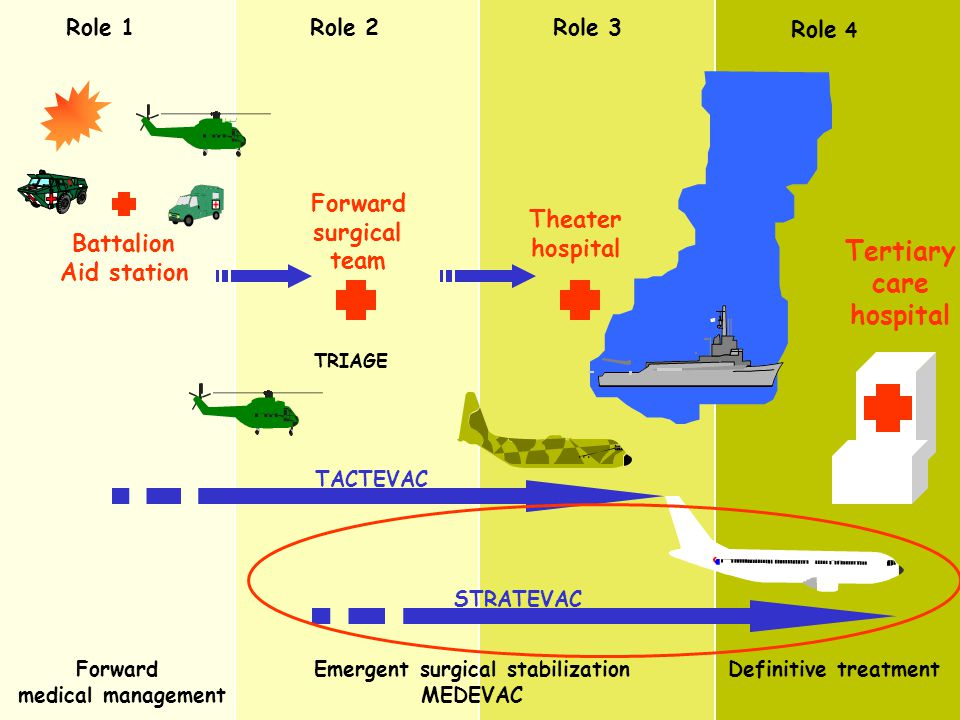 Role 1
Role 2
Role 3
Role 4
Battalion
Aid station
Forward
surgical
team
Theater
hospital
Tertiary
care
hospital
TRIAGE
TACTEVAC
STRATEVAC
Forward
medical management
Emergent surgical stabilization
MEDEVAC
Definitive treatment